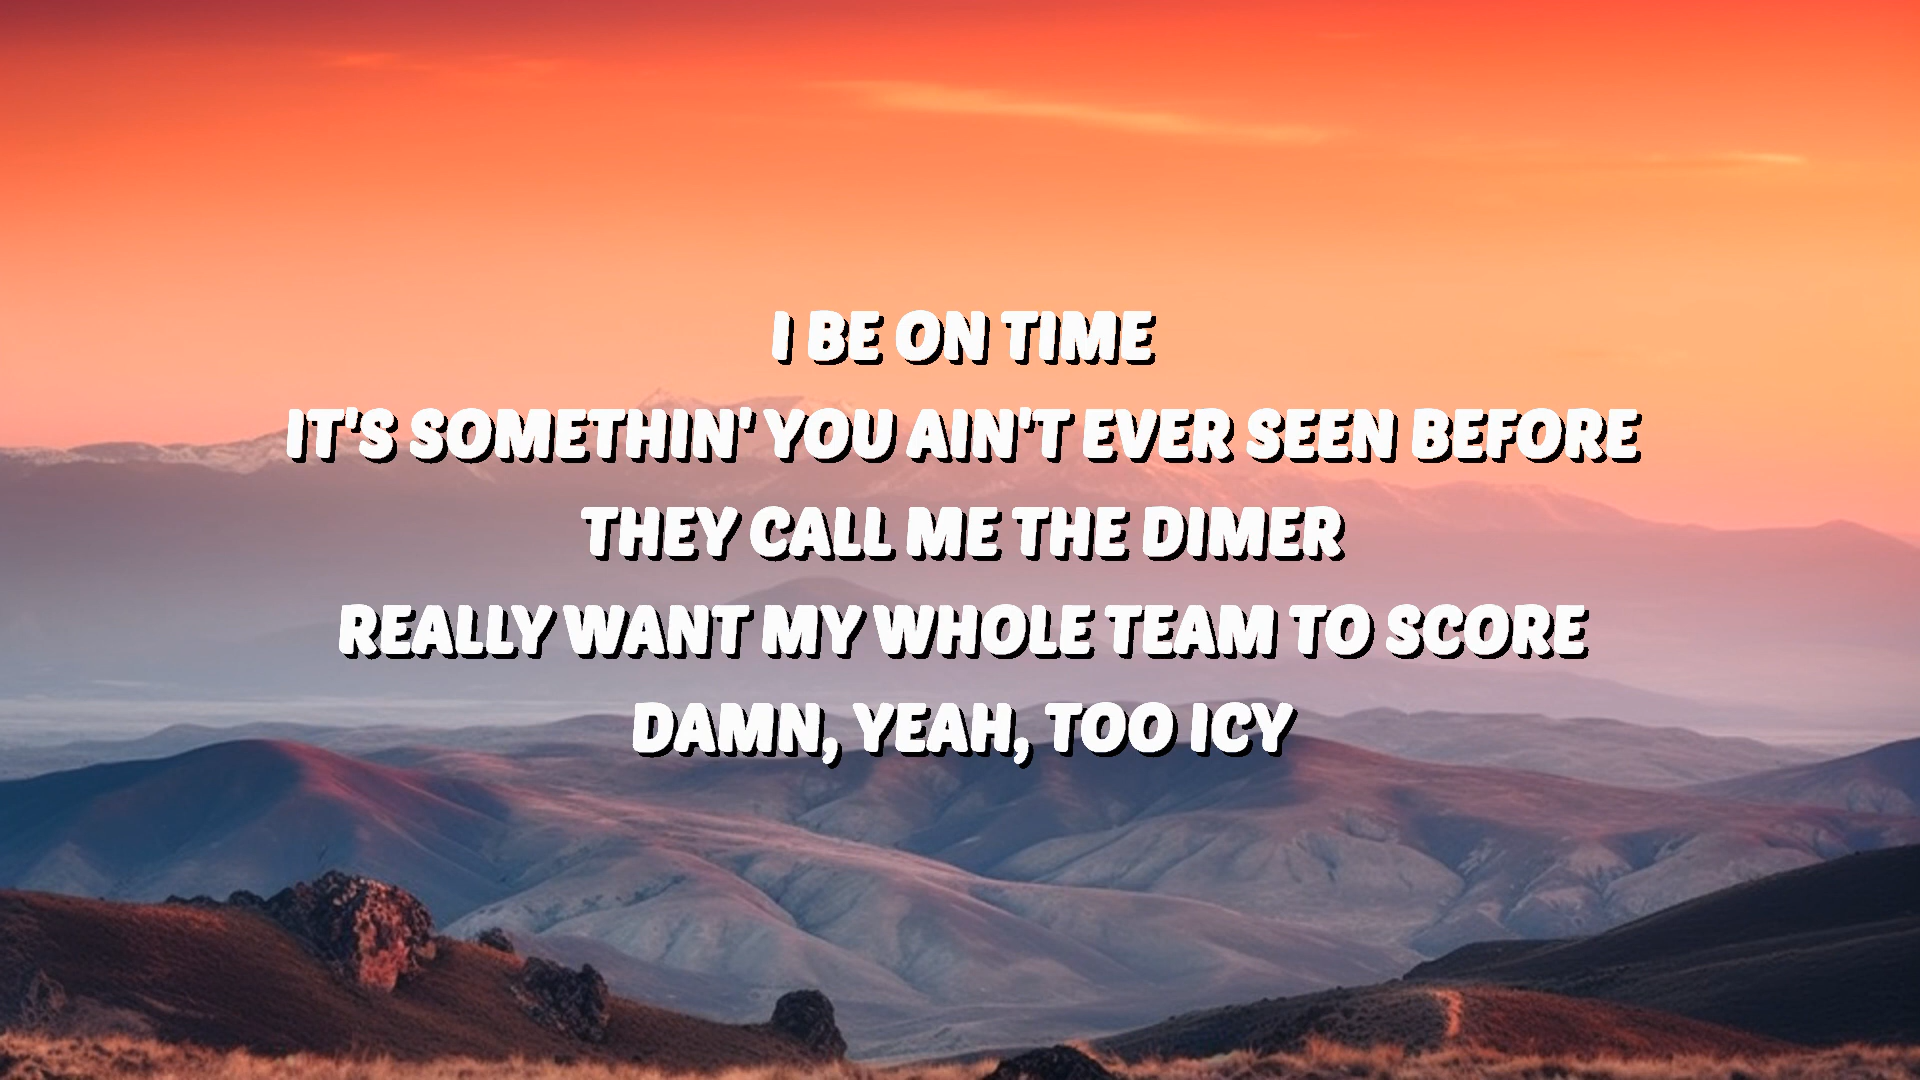 I BE ON TIME
IT'S SOMETHIN' YOU AIN'T EVER SEEN BEFORE
THEY CALL ME THE DIMER
REALLY WANT MY WHOLE TEAM TO SCORE
DAMN, YEAH, TOO ICY